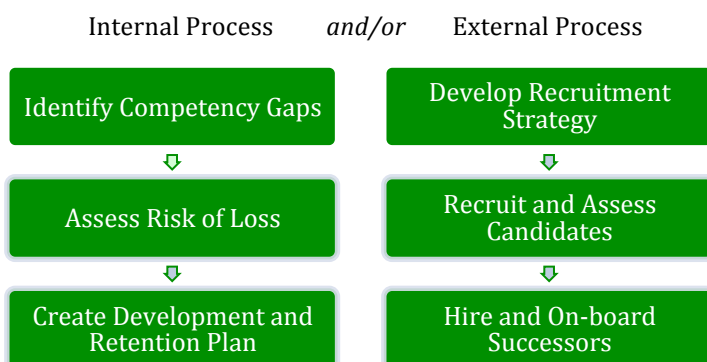 Internal Process and/or External Process
Identify Competency Gaps
Assess Risk of Loss
Create Development and
Retention Plan
Develop Recruitment
Strategy
Recruit and Assess
Candidates
Hire and On-board
Successors